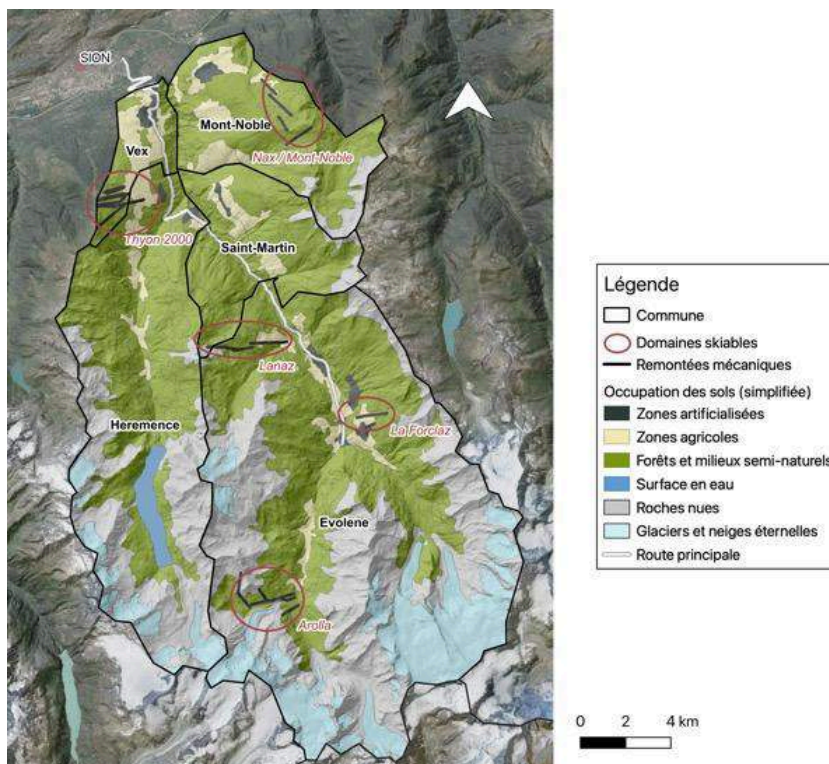 SION
Mont-Noble
Vex
Nax / Mont-Noble
Thyon 2000
Saint-Martin
Lanaz
Heremence
La Forclaz
Evolene
Arolla
Légende
Commune
Domaines skiables
Remontées mécaniques
Occupation des sols (simplifiée)
Zones artificialisées
Zones agricoles
Forêts et milieux semi-naturels
Surface en eau
Roches nues
Glaciers et neiges éternelles
Route principale
0 2 4 km